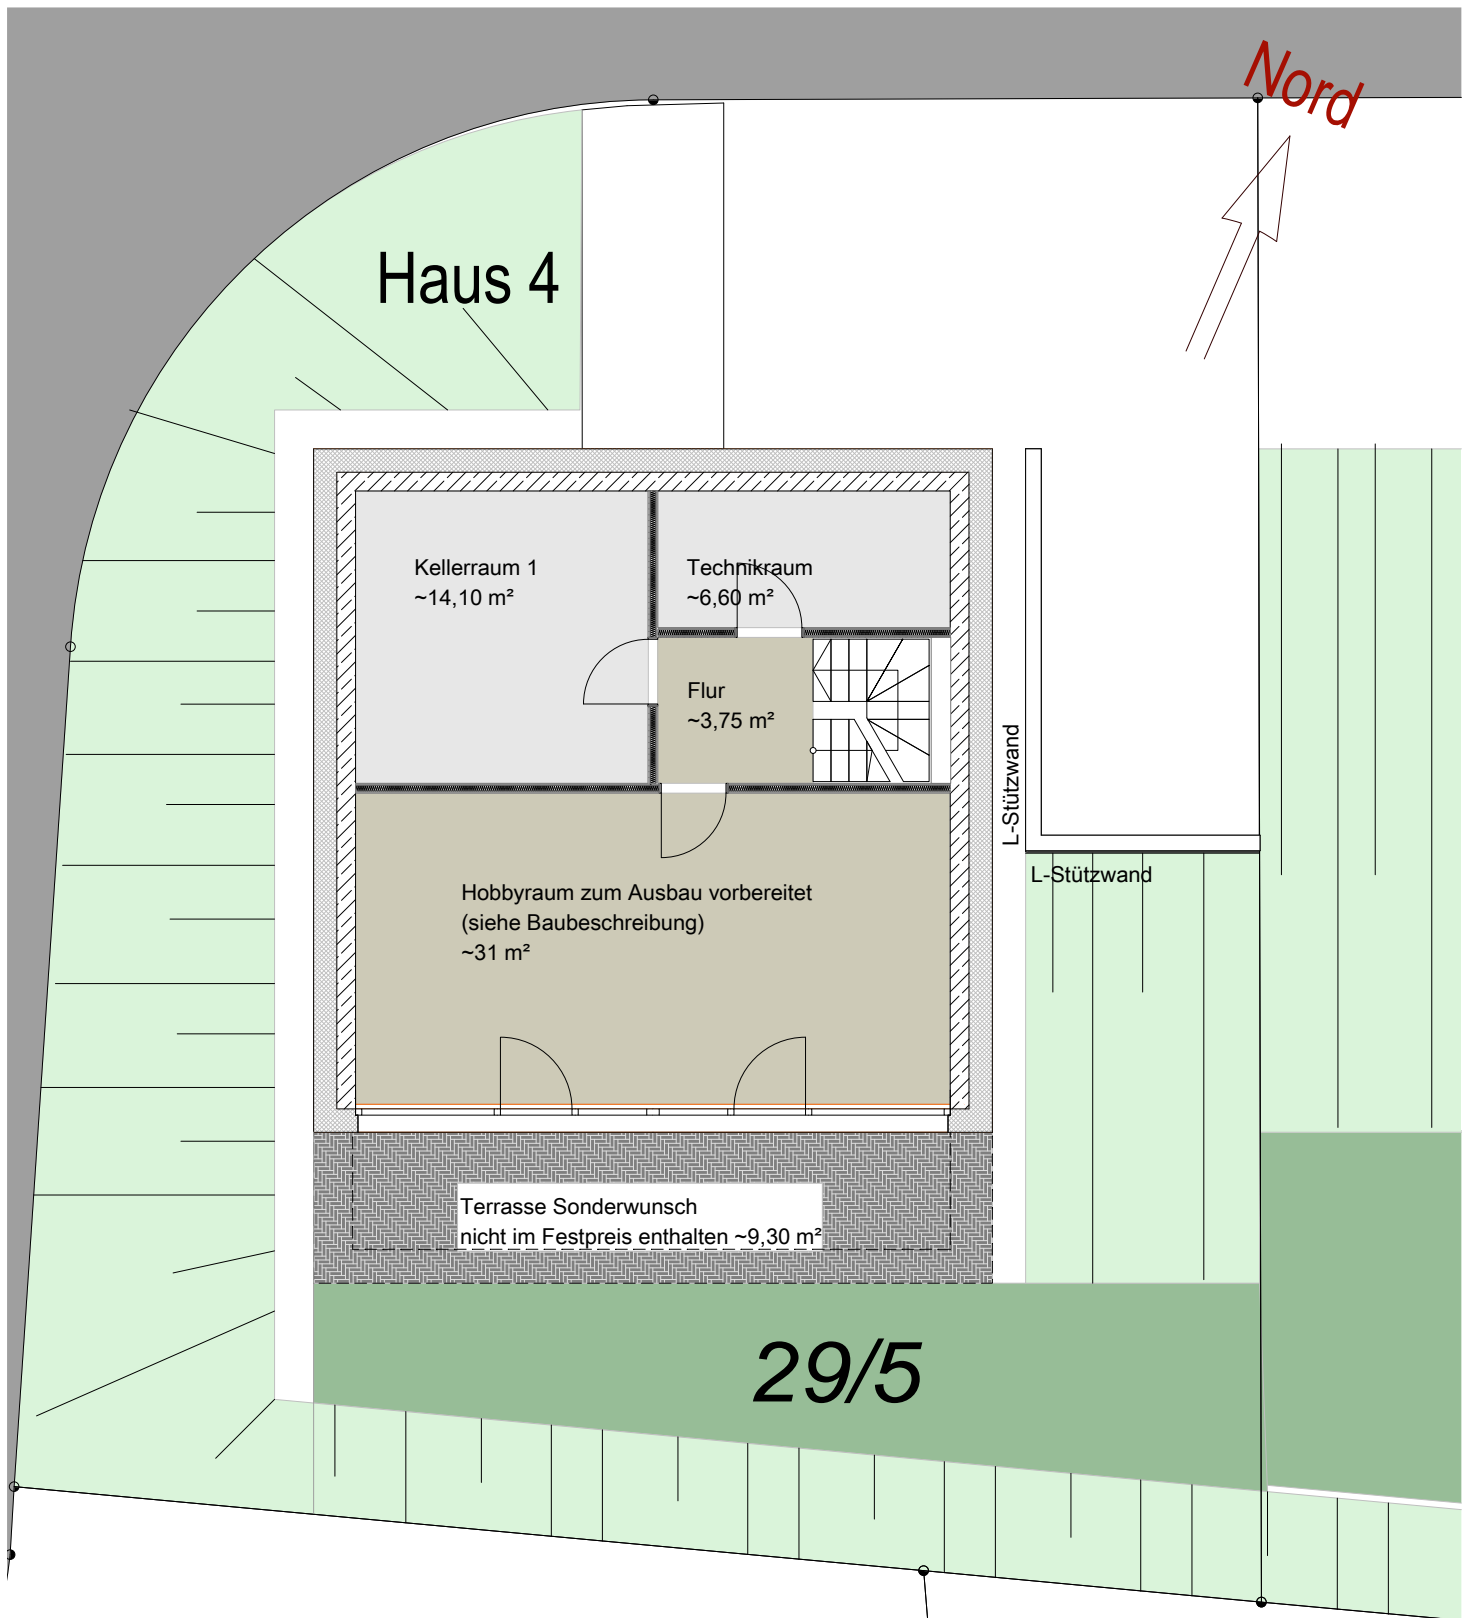 Nord
Haus 4
Kellerraum 1
~14,10 m²
Technikraum
~6,60 m²
Flur
~3,75 m²
L-Stützwand
L-Stützwand
Hobbyraum zum Ausbau vorbereitet
(siehe Baubeschreibung)
~31 m²
Terrasse Sonderwunsch
nicht im Festpreis enthalten ~9,30 m²
29/5